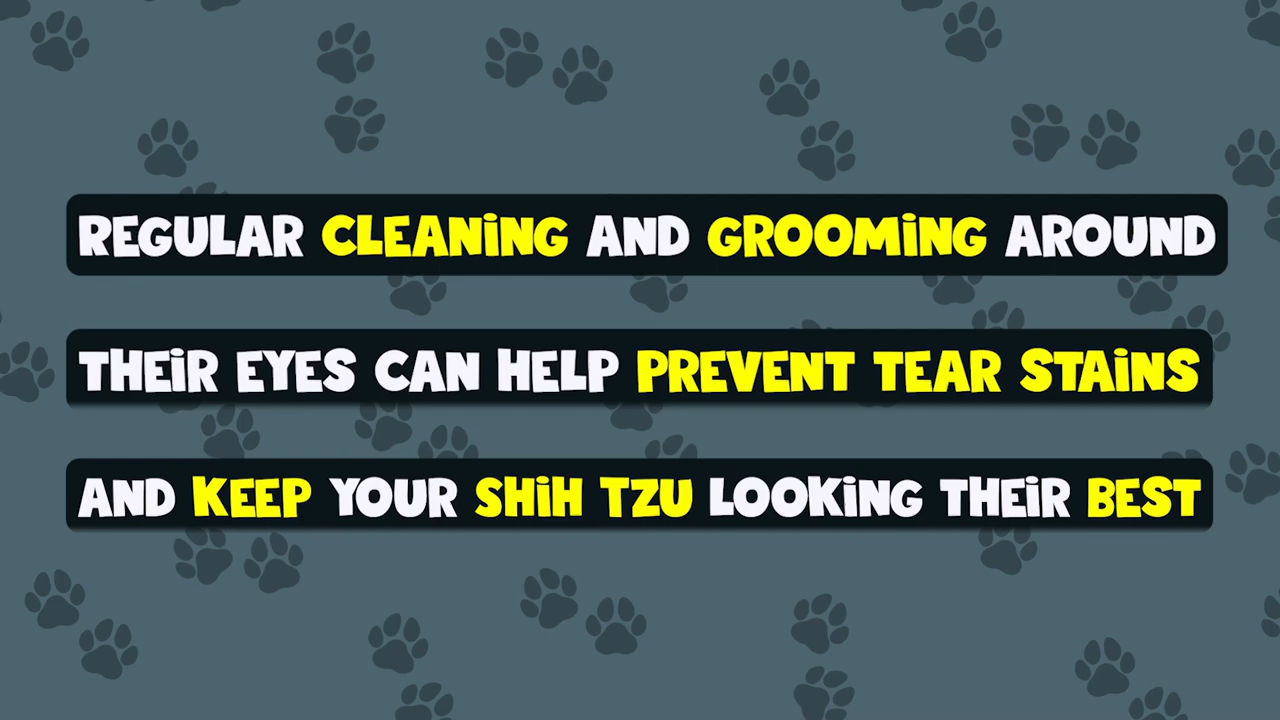 REGULAR CLEANiNG AND GROOMiNG AROUND
THEiR EYES CAN HELP PREVENT TEAR STAiNS
AND KEEP YOUR SHiH TZU LOOKiNG THEiR BEST